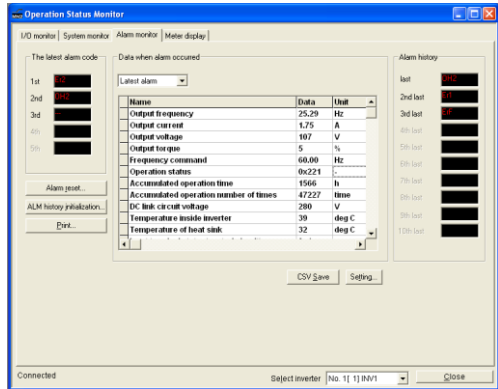 Operation Status Monitor
I/O monitor System monitor Alarm monitor Meter display
The latest alarm code
1st Er2
2nd OH2
3rd --
4th
5th
Alarm reset...
ALM history initialization...
Print...
Data when alarm occurred
Latest alarm
Name Data Unit
Output frequency 25.29 Hz
Output current 1.75 A
Output voltage 107 V
Output torque 5 %
Frequency command 60.00 Hz
Operation status 0x221 -
Accumulated operation time 1566 h
Accumulated operation number of times 47227 time
DC link circuit voltage 280 V
Temperature inside inverter 39 deg C
Temperature of heat sink 32 deg C
CSV Save Setting...
Alarm history
last OH2
2nd last Er1
3rd last ErF
4th last
5th last
6th last
7th last
8th last
9th last
10th last
Connected
Select inverter No. 1[ 1] INV1
Close